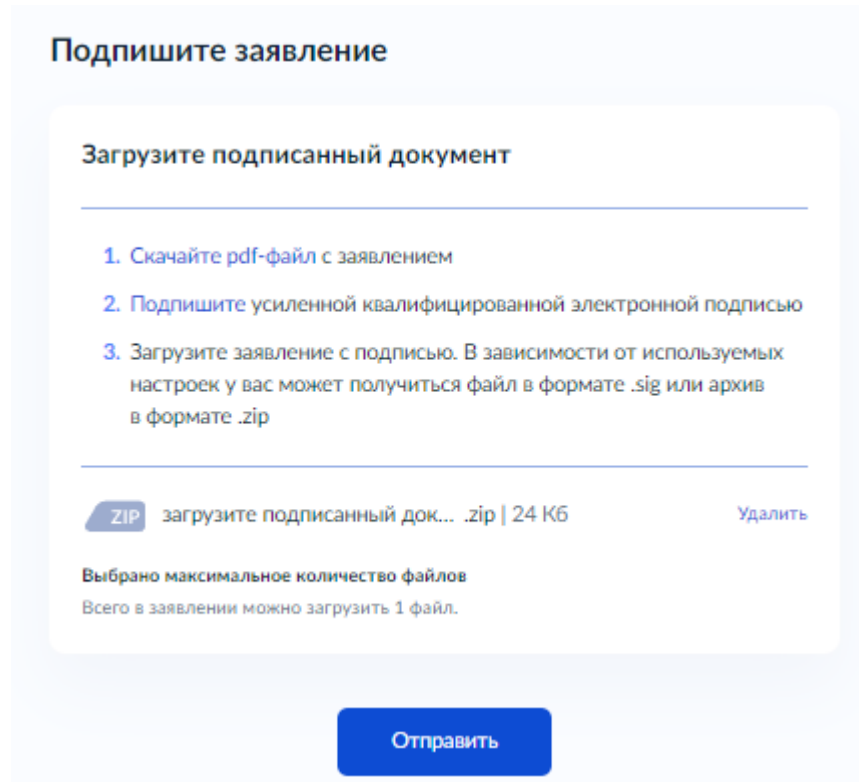 Подпишите заявление
Загрузите подписанный документ
1. Скачайте pdf-файл с заявлением
2. Подпишите усиленной квалифицированной электронной подписью
3. Загрузите заявление с подписью. В зависимости от используемых
настроек у вас может получиться файл в формате .sig или архив
в формате .zip
ZIP загрузите подписанный док... .zip | 24 Кб Удалить
Выбрано максимальное количество файлов
Всего в заявлении можно загрузить 1 файл.
Отправить